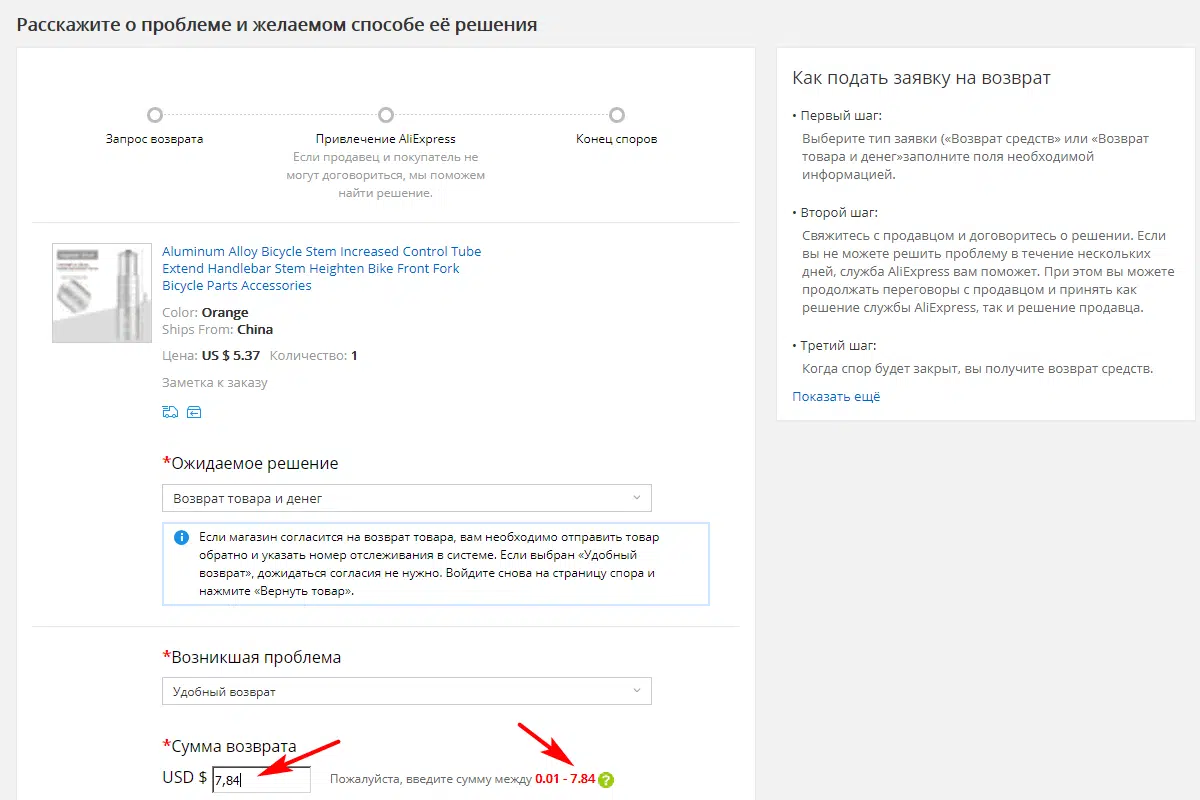 Расскажите о проблеме и желаемом способе её решения
Запрос возврата
Привлечение AliExpress
Если продавец и покупатель не
могут договориться, мы поможем
найти решение.
Конец споров
Aluminum Alloy Bicycle Stem Increased Control Tube
Extend Handlebar Stem Heighten Bike Front Fork
Bicycle Parts Accessories
Color: Orange
Ships From: China
Цена: US $ 5.37 Количество: 1
Заметка к заказу
*Ожидаемое решение
Возврат товара и денег
Если магазин согласится на возврат товара, вам необходимо отправить товар
обратно и указать номер отслеживания в системе. Если выбран «Удобный
возврат», дожидаться согласия не нужно. Войдите снова на страницу спора и
нажмите «Вернуть товар».
*Возникшая проблема
Удобный возврат
*Сумма возврата
USD $ 7,84 Пожалуйста, введите сумму между 0.01 - 7.84 ?
Как подать заявку на возврат
• Первый шаг:
Выберите тип заявки («Возврат средств» или «Возврат
товара и денег»заполните поля необходимой
информацией.
• Второй шаг:
Свяжитесь с продавцом и договоритесь о решении. Если
вы не можете решить проблему в течение нескольких
дней, служба AliExpress вам поможет. При этом вы можете
продолжать переговоры с продавцом и принять как
решение службы AliExpress, так и решение продавца.
• Третий шаг:
Когда спор будет закрыт, вы получите возврат средств.
Показать ещё